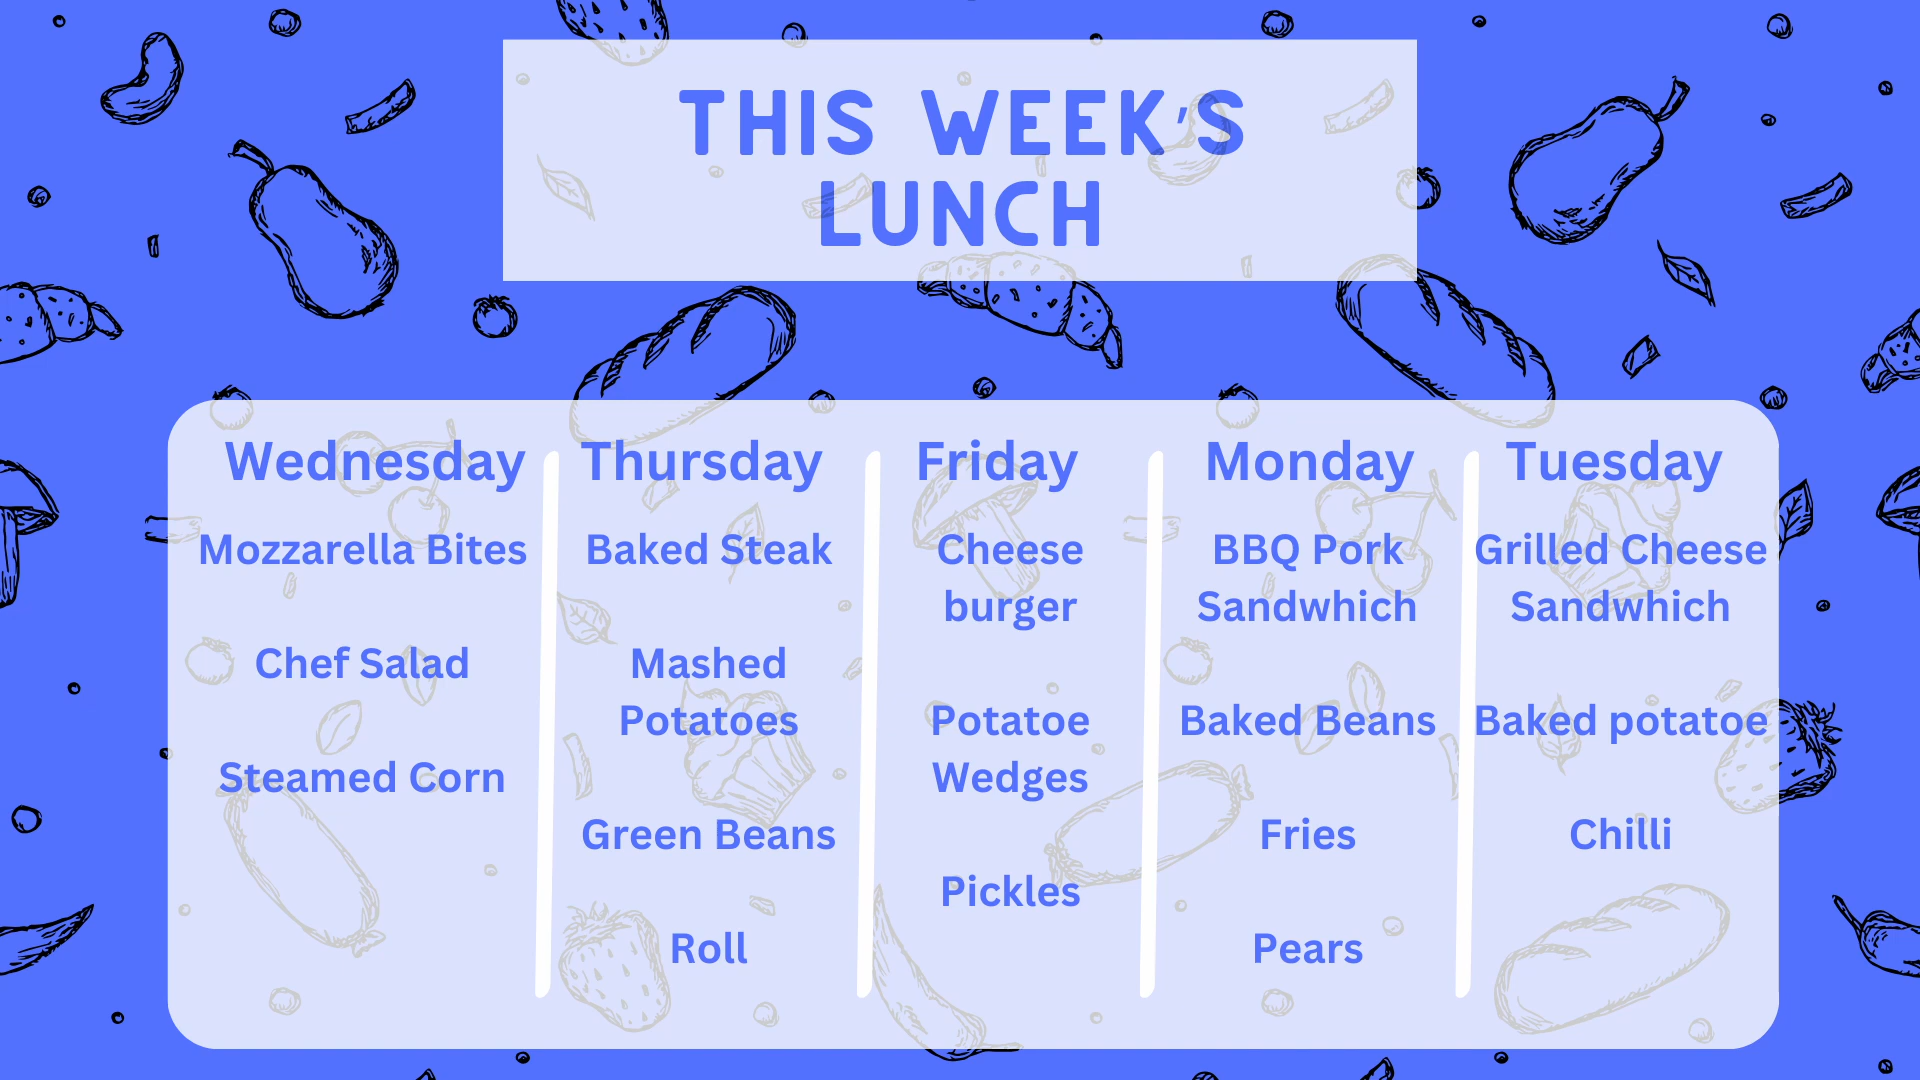 THIS WEEK'S
LUNCH
Wednesday
Mozzarella Bites
Chef Salad
Steamed Corn
Thursday
Baked Steak
Mashed
Potatoes
Green Beans
Roll
Friday
Cheese
burger
Potatoe
Wedges
Pickles
Monday
BBQ Pork
Sandwhich
Baked Beans
Fries
Pears
Tuesday
Grilled Cheese
Sandwhich
Baked potatoe
Chilli